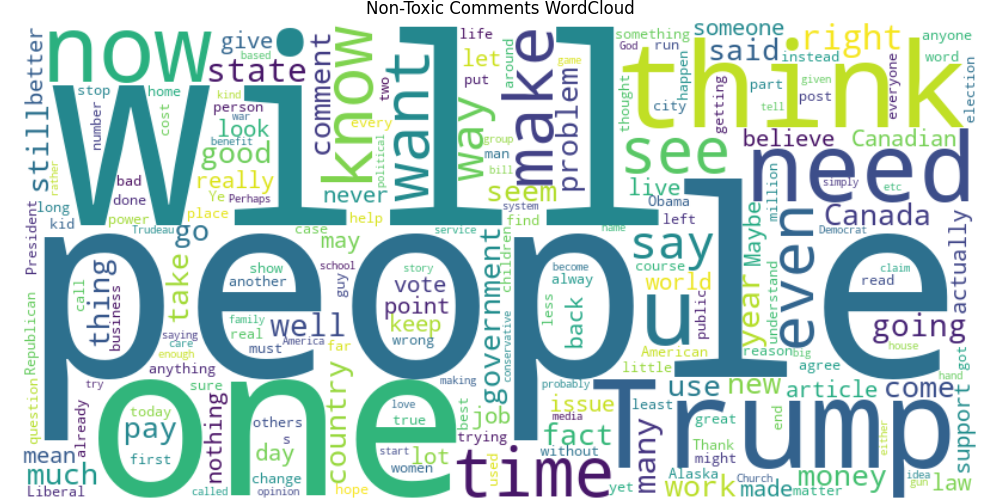 Non-Toxic Comments WordCloud
now
give
state
will
know
comment
want
life
let
put
two
way
around
make
problem
something
God
run
someone
said
right
instead
anyone
word
think
election
everyone
happen
city
thought
getting
part
post
given
tell
stop
home
kind
based
number
cost
person
war
benefit
look
every
political
group
man
bill
game
still
better
bad
done
good
really
Ye
Perhaps
never
seem
system
find
see
live
Obama
left
believe
Canadian
need
simply
etc
million
rather
long
kid
power
place
Trudeau
go
help
case
may
service
name
say
Maybe
Democrat
Canada
President
people
thing
call
business
take
show
another
school
guy
story
become
vote
point
keep
wrong
government
children
conservative
alway
less
back
course
world
public
year
understand
even
claim
read
actually
going
Republican
family
real
America
well
must
far
saying
care
enough
anything
American
little
reason
big
agree
house
got
hand
try
sure
making
probably
question
already
one
today
pay
first
nothing
others
s
day
change
opinion
country
hope
love
true
start
lot
women
best
job
trying
used
time
issue
media
fact
without
yet
many
least
Trump
use
new
great
Thank
might
article
end
either
come
support
mean
much
Liberal
called
Alaska
work
Church
made
matter
money
gun
idea
law